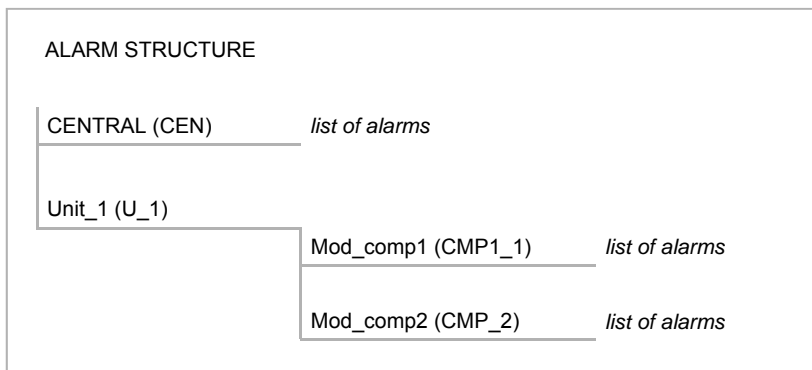 ALARM STRUCTURE
CENTRAL (CEN) list of alarms
Unit_1 (U_1)
Mod_comp1 (CMP1_1) list of alarms
Mod_comp2 (CMP_2) list of alarms